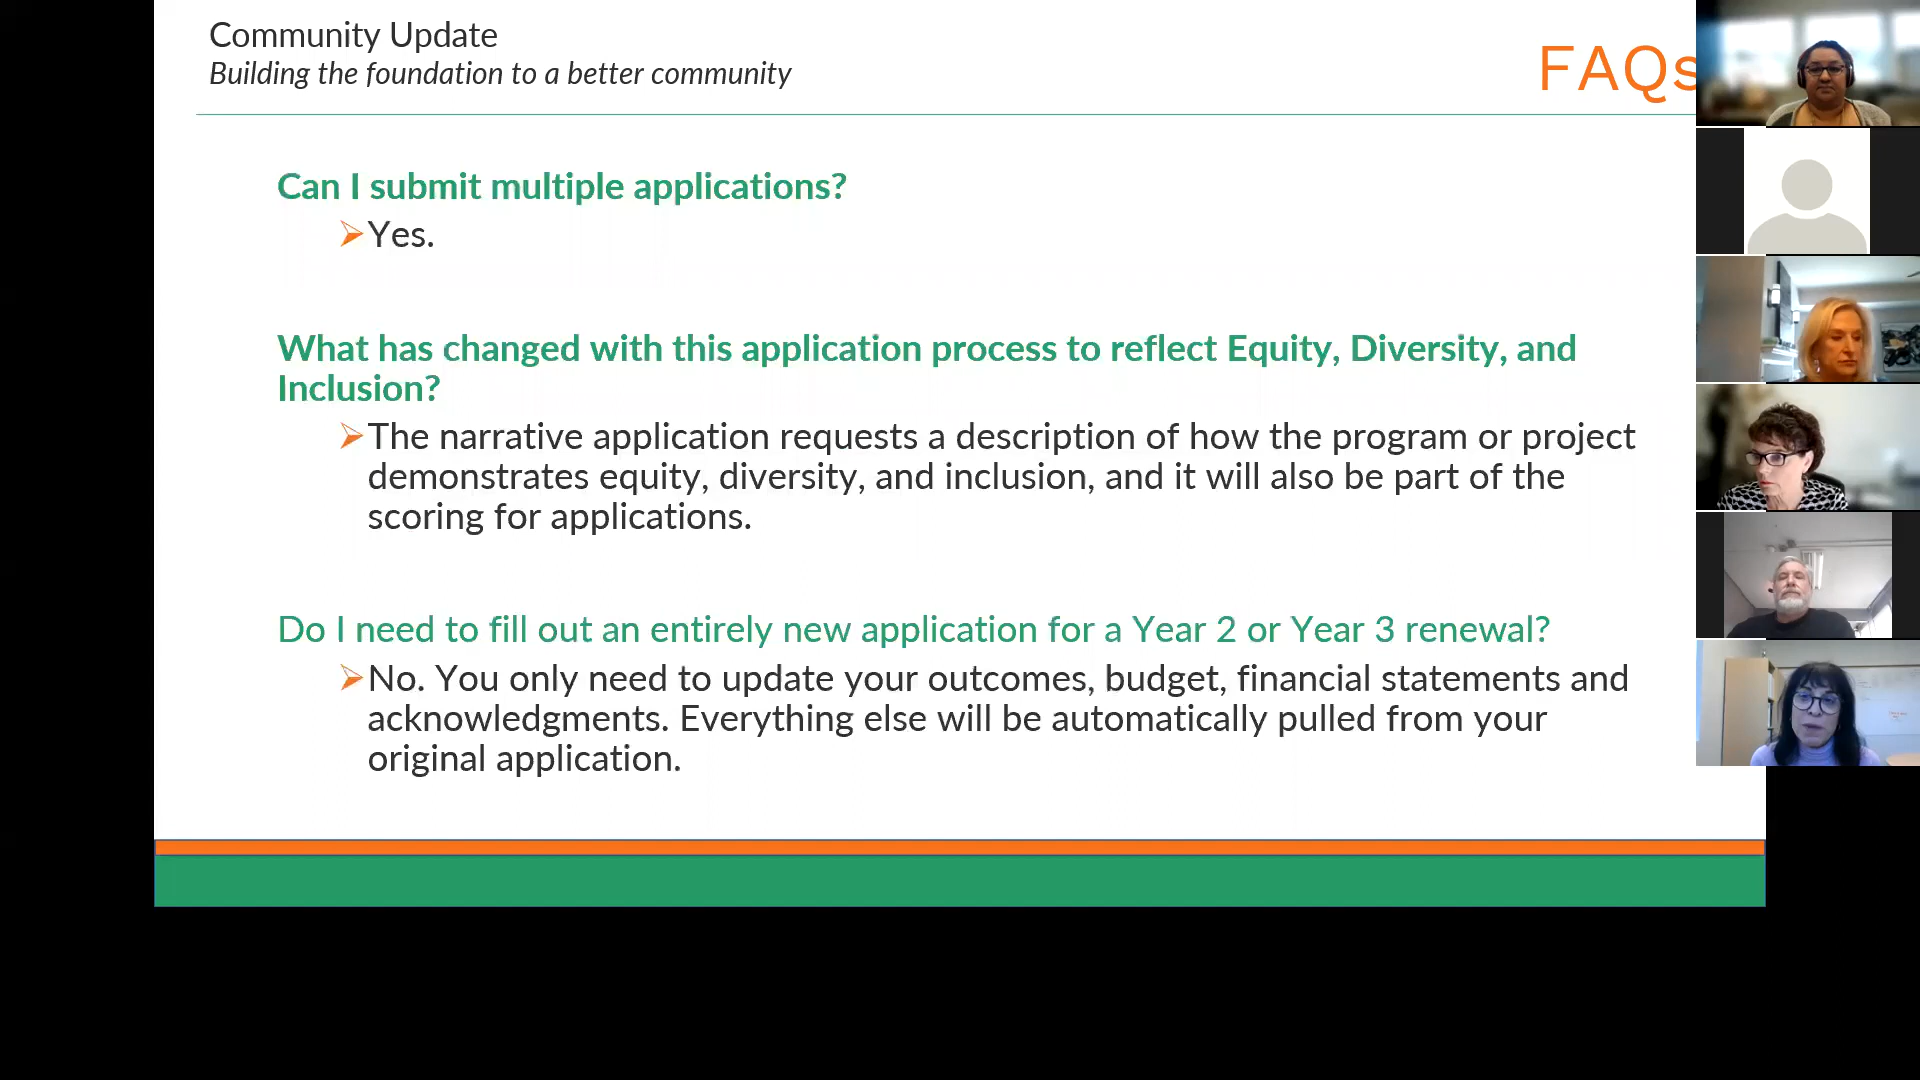 Community Update
Building the foundation to a better community
FAQs
Can I submit multiple applications?
Yes.
What has changed with this application process to reflect Equity, Diversity, and
Inclusion?
The narrative application requests a description of how the program or project
demonstrates equity, diversity, and inclusion, and it will also be part of the
scoring for applications.
Do I need to fill out an entirely new application for a Year 2 or Year 3 renewal?
No. You only need to update your outcomes, budget, financial statements and
acknowledgments. Everything else will be automatically pulled from your
original application.